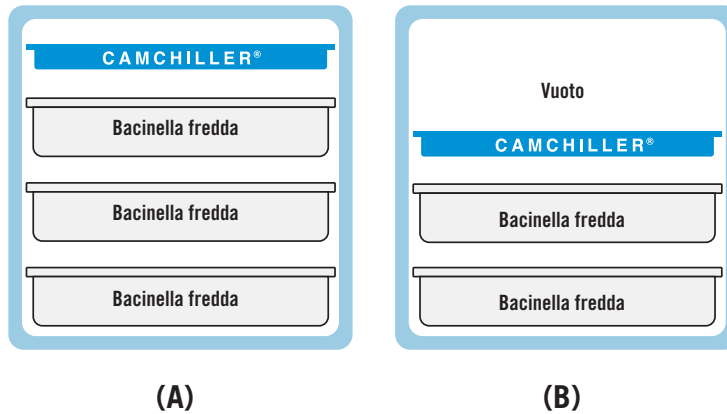 CAMCHILLER®
Bacinella fredda
Bacinella fredda
Bacinella fredda
(A)
Vuoto
CAMCHILLER®
Bacinella fredda
Bacinella fredda
(B)